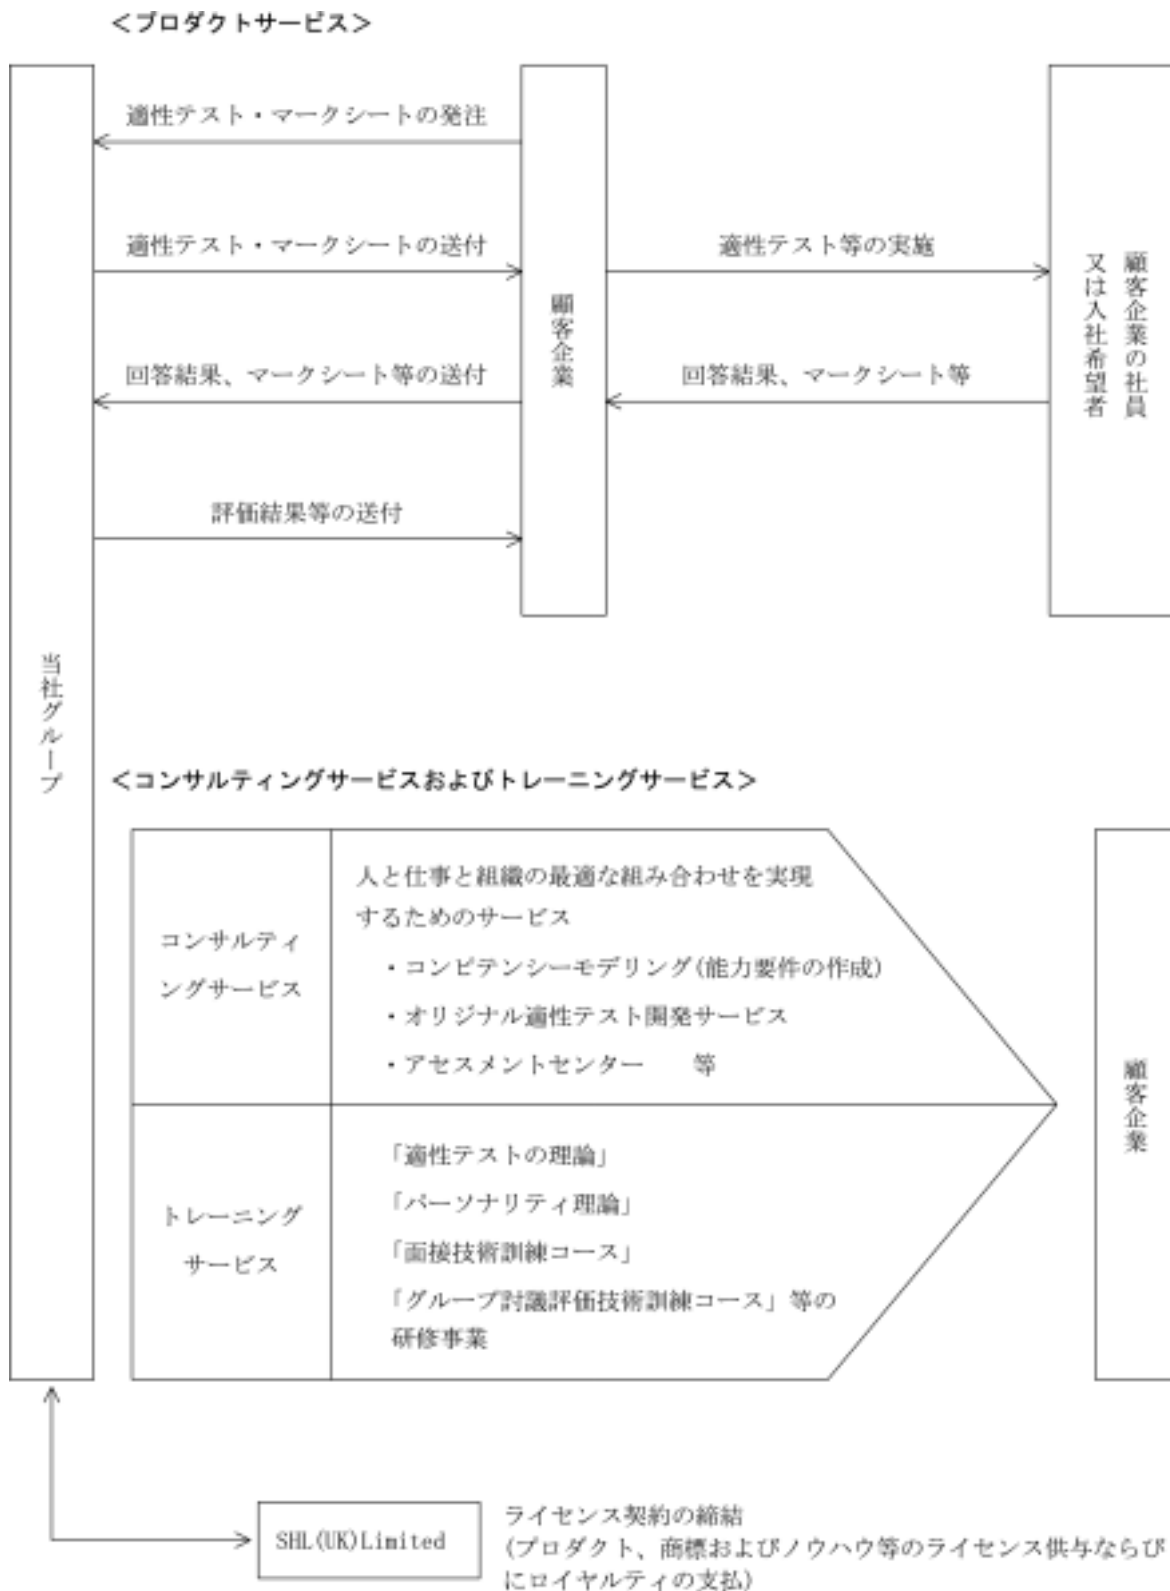 ＜プロダクトサービス＞
適性テスト・マークシートの発注
適性テスト・マークシートの送付
適性テスト等の実施
回答結果、マークシート等の送付
回答結果、マークシート等
評価結果等の送付
顧客企業
顧客企業の社員
又は入社希望者
当社グループ
＜コンサルティングサービスおよびトレーニングサービス＞
コンサルティ
ングサービス
人と仕事と組織の最適な組み合わせを実現
するためのサービス
・コンピテンシーモデリング(能力要件の作成)
・オリジナル適性テスト開発サービス
・アセスメントセンター　等
トレーニング
サービス
「適性テストの理論」
「パーソナリティ理論」
「面接技術訓練コース」
「グループ討議評価技術訓練コース」等の
研修事業
顧客企業
SHL(UK)Limited
ライセンス契約の締結
(プロダクト、商標およびノウハウ等のライセンス供与ならび
にロイヤルティの支払)